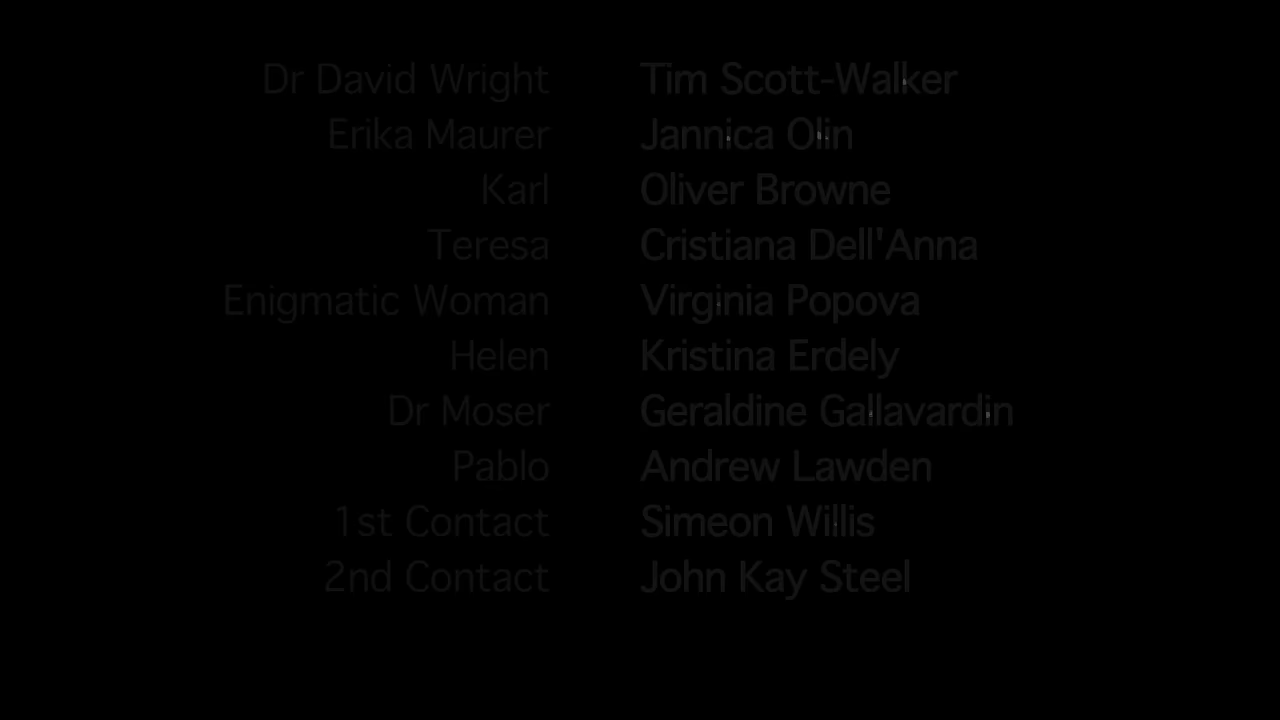 Dr David Wright Tim Scott-Walker
Erika Maurer Jannica Olin
Karl Oliver Browne
Teresa Cristiana Dell'Anna
Enigmatic Woman Virginia Popova
Helen Kristina Erdely
Dr Moser Geraldine Gallavardin
Pablo Andrew Lawden
1st Contact Simeon Willis
2nd Contact John Kay Steel